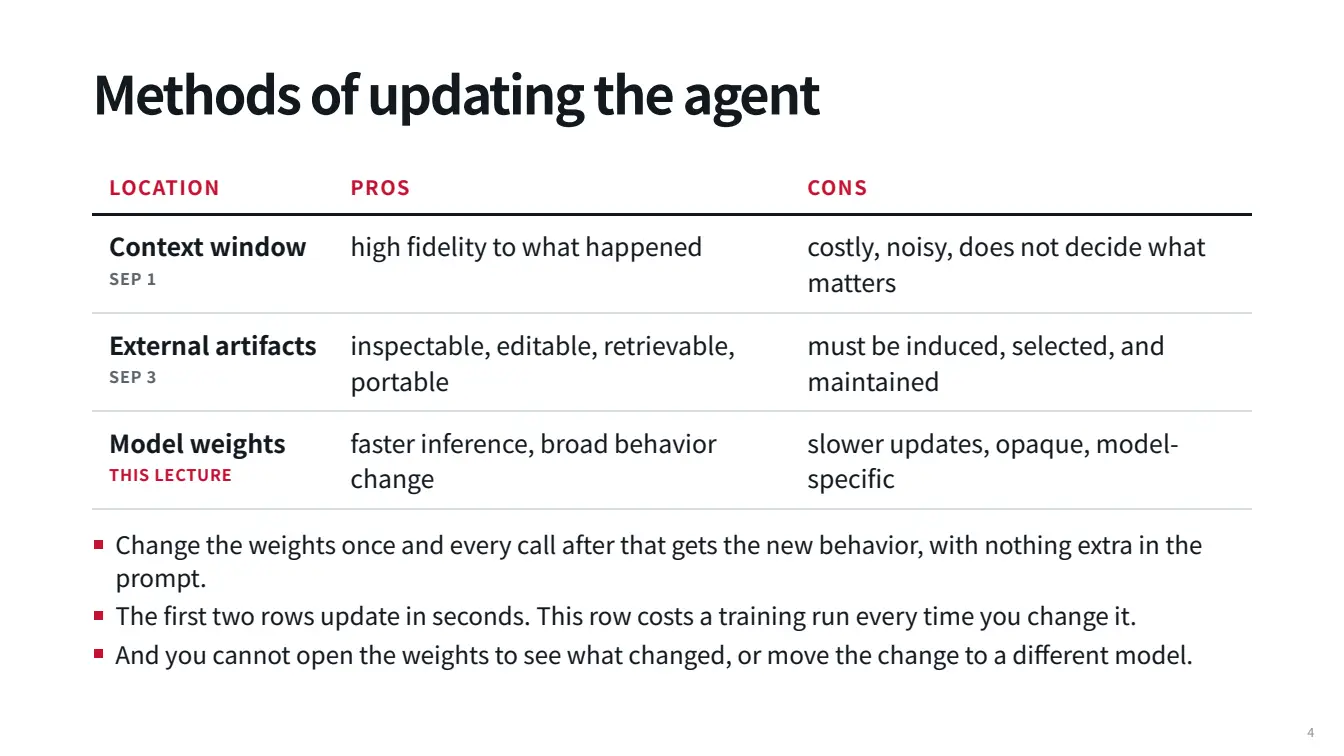 Methods of updating the agent
LOCATION PROS CONS
Context window high fidelity to what happened costly, noisy, does not decide what
SEP 1 matters
External artifacts inspectable, editable, retrievable, must be induced, selected, and
SEP 3 portable maintained
Model weights faster inference, broad behavior slower updates, opaque, model-
THIS LECTURE change specific
Change the weights once and every call after that gets the new behavior, with nothing extra in the
prompt.
The first two rows update in seconds. This row costs a training run every time you change it.
And you cannot open the weights to see what changed, or move the change to a different model.
4